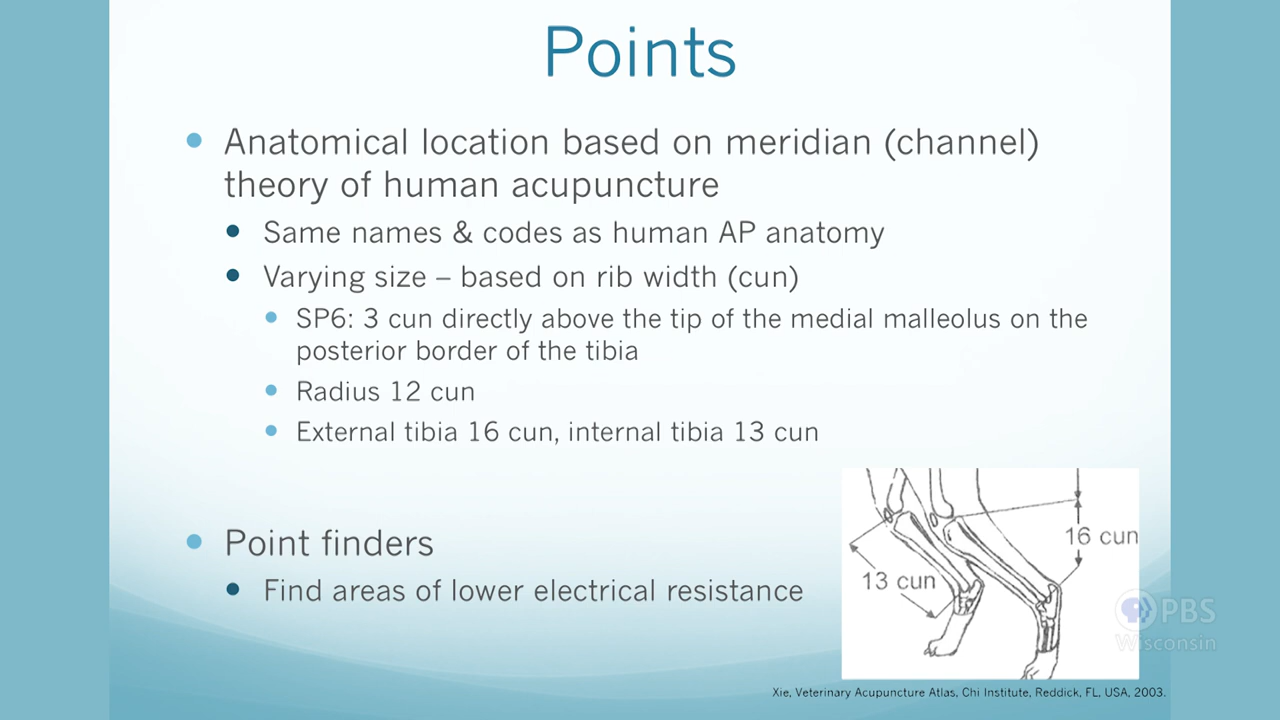 Points
Anatomical location based on meridian (channel)
theory of human acupuncture
Same names & codes as human AP anatomy
Varying size – based on rib width (cun)
SP6: 3 cun directly above the tip of the medial malleolus on the
posterior border of the tibia
Radius 12 cun
External tibia 16 cun, internal tibia 13 cun
Point finders
Find areas of lower electrical resistance
16 cun
13 cun
PBS
Wisconsin
Xie, Veterinary Acupuncture Atlas, Chi Institute, Reddick, FL, USA, 2003.